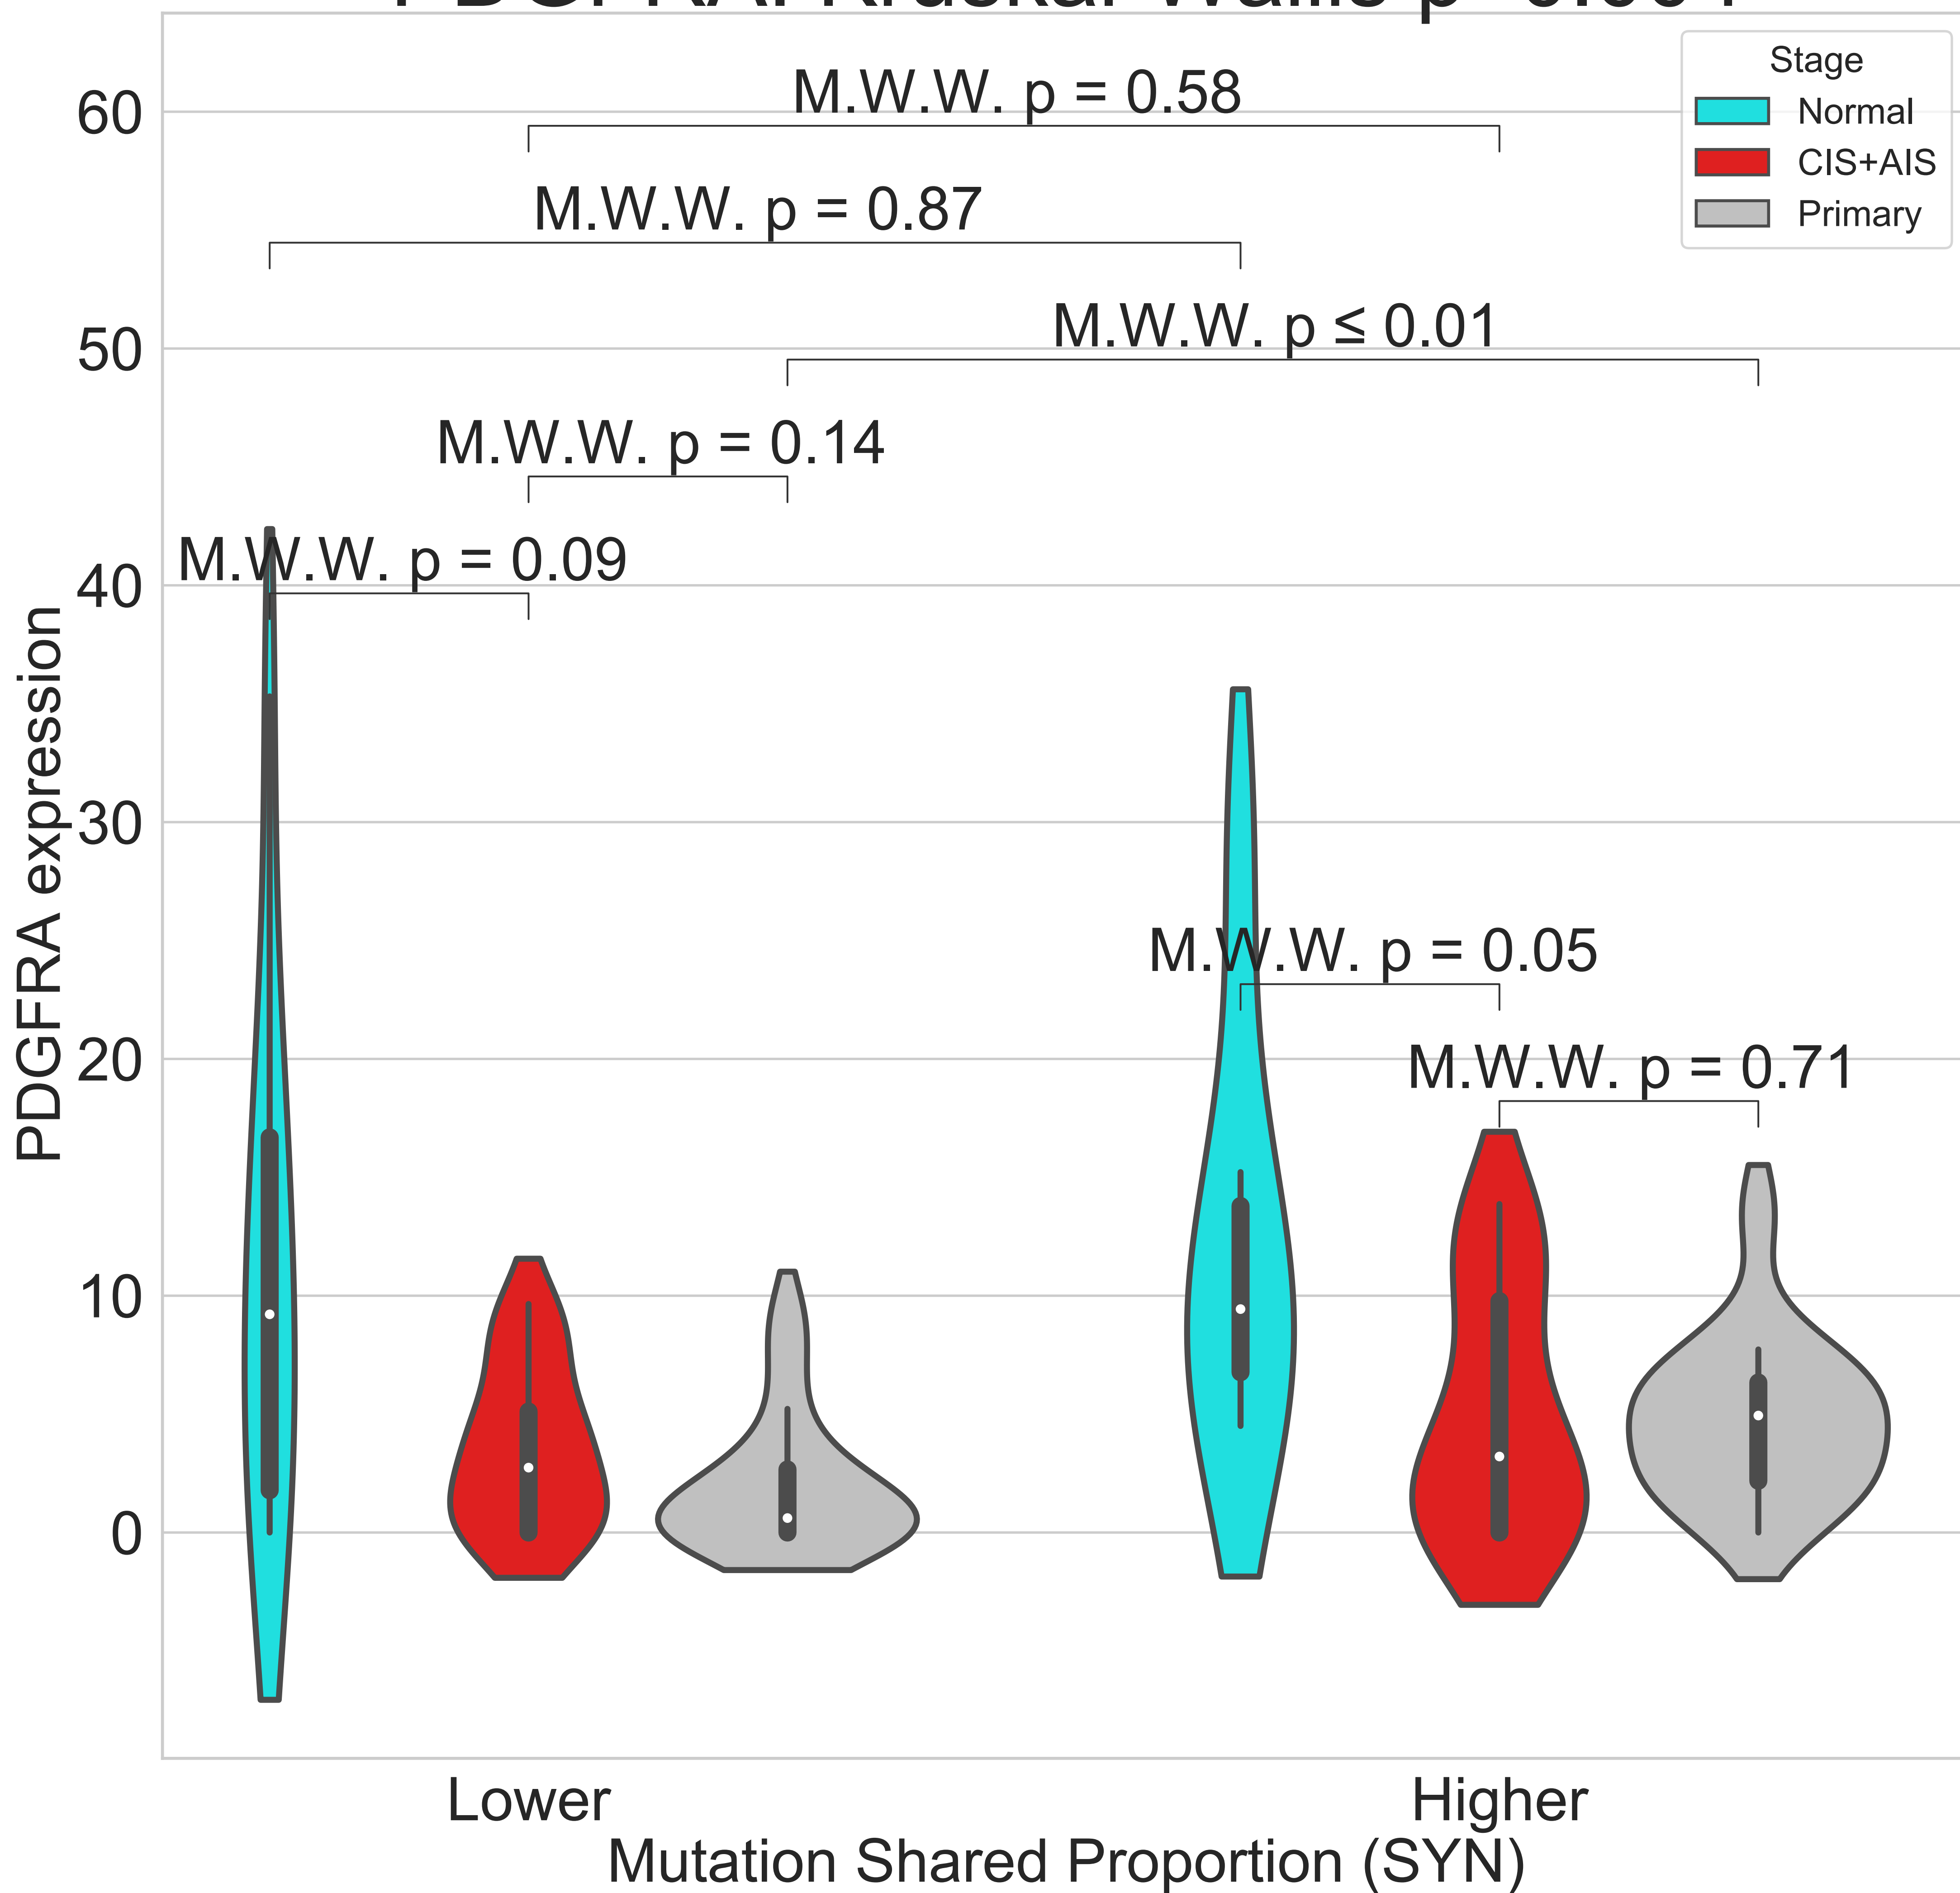 Stage
Normal
CIS+AIS
Primary
M.W.W. p = 0.58
M.W.W. p = 0.87
M.W.W. p ≤ 0.01
M.W.W. p = 0.14
M.W.W. p = 0.09
M.W.W. p = 0.05
M.W.W. p = 0.71
PDGFRA expression
60
50
40
30
20
10
0
Lower
Higher
Mutation Shared Proportion (SYN)